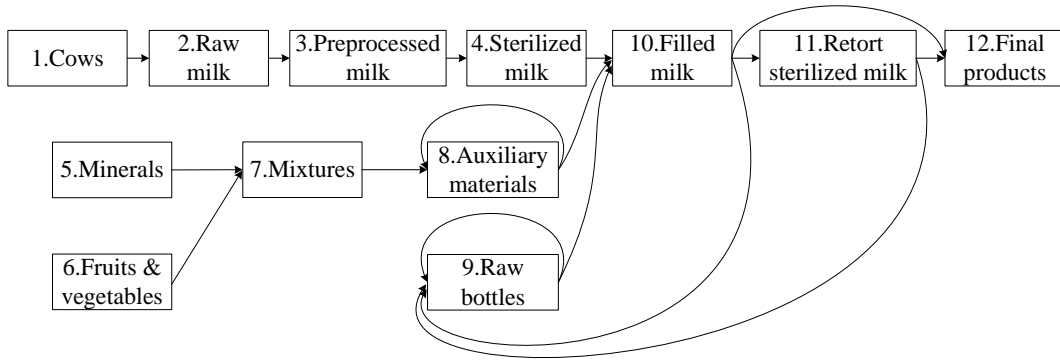 1.Cows
2.Raw
milk
3.Preprocessed
milk
4.Sterilized
milk
10.Filled
milk
11.Retort
sterilized milk
12.Final
products
5.Minerals
7.Mixtures
8.Auxiliary
materials
6.Fruits &
vegetables
9.Raw
bottles